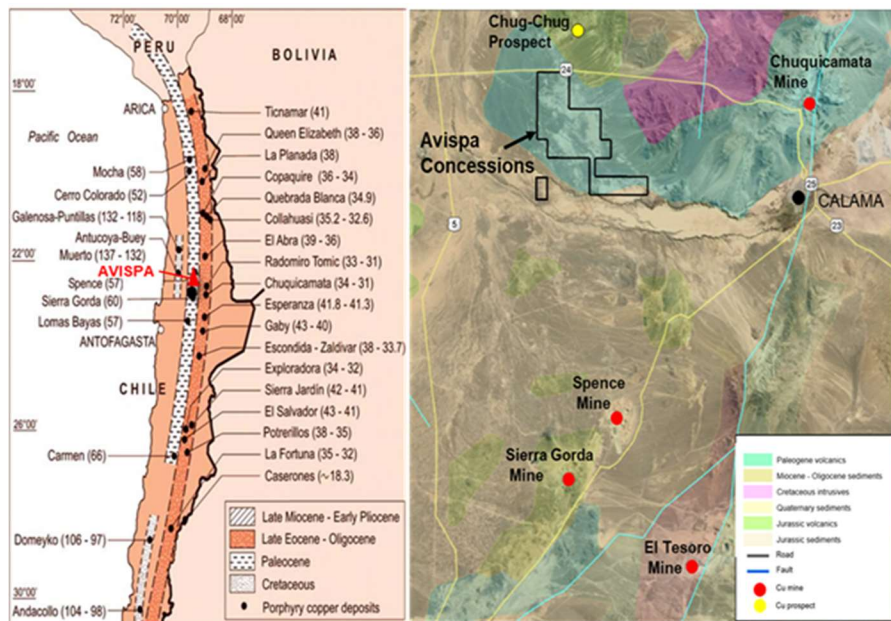 72°00'
70°00'
68°00'
PERU
BOLIVIA
18°00'
ARICA
Pacific Ocean
Mocha (58)
Cerro Colorado (52)
Galenosa-Puntillas (132 - 118)
Antucoya-Buey
Muerto (137 - 132)
22°00'
AVISPA
Spence (57)
Sierra Gorda (60)
Lomas Bayas (57)
ANTOFAGASTA
CHILE
26°00'
Carmen (66)
Domeyko (106 - 97)
30°00'
Andacollo (104 - 98)
Ticnamar (41)
Queen Elizabeth (38 - 36)
La Planada (38)
Copaquire (36 - 34)
Quebrada Blanca (34.9)
Collahuasi (35.2 - 32.6)
El Abra (39 - 36)
Radomiro Tomic (33 - 31)
Chuquicamata (34 - 31)
Esperanza (41.8 - 41.3)
Gaby (43 - 40)
Escondida - Zaldivar (38 - 33.7)
Exploradora (34 - 32)
Sierra Jardín (42 - 41)
El Salvador (43 - 41)
Potrerillos (38 - 35)
La Fortuna (35 - 32)
Caserones (~18.3)
Late Miocene - Early Pliocene
Late Eocene - Oligocene
Paleocene
Cretaceous
Porphyry copper deposits
Chug-Chug
Prospect
24
Chuquicamata
Mine
Avispa
Concessions
25
CALAMA
5
23
Spence
Mine
Sierra Gorda
Mine
El Tesoro
Mine
Paleogene volcanics
Miocene - Oligocene sediments
Cretaceous intrusives
Quaternary sediments
Jurassic volcanics
Jurassic sediments
Road
Fault
Cu mine
Cu prospect